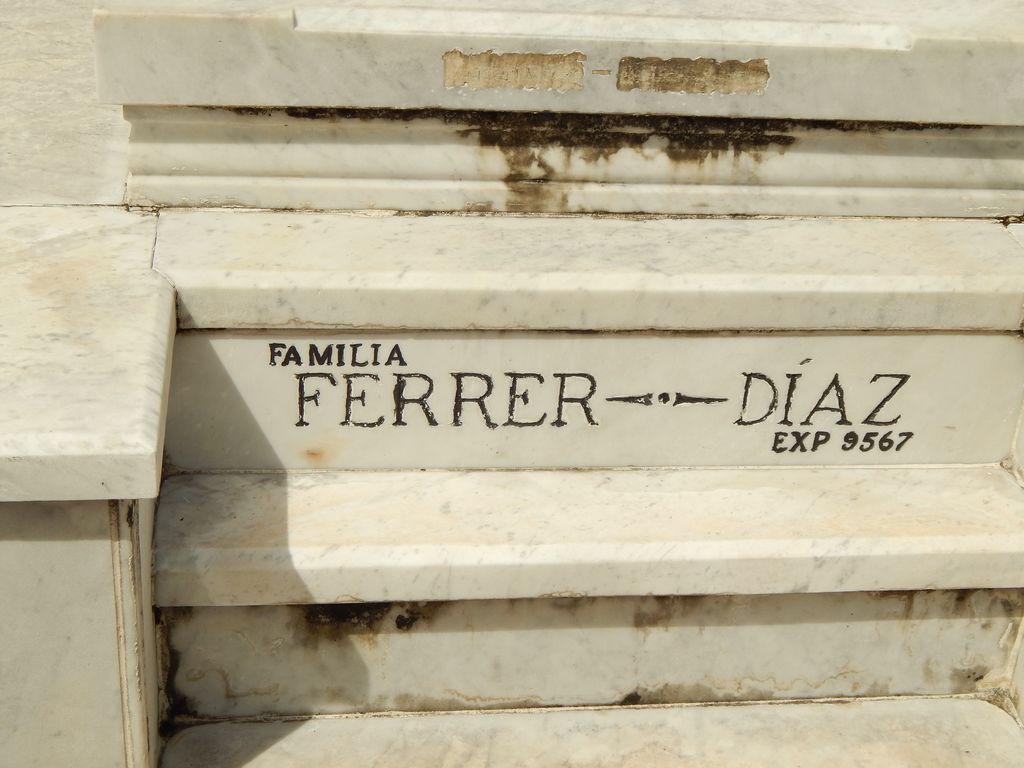 FAMILIA
FERRER — DÍAZ
EXP 9567